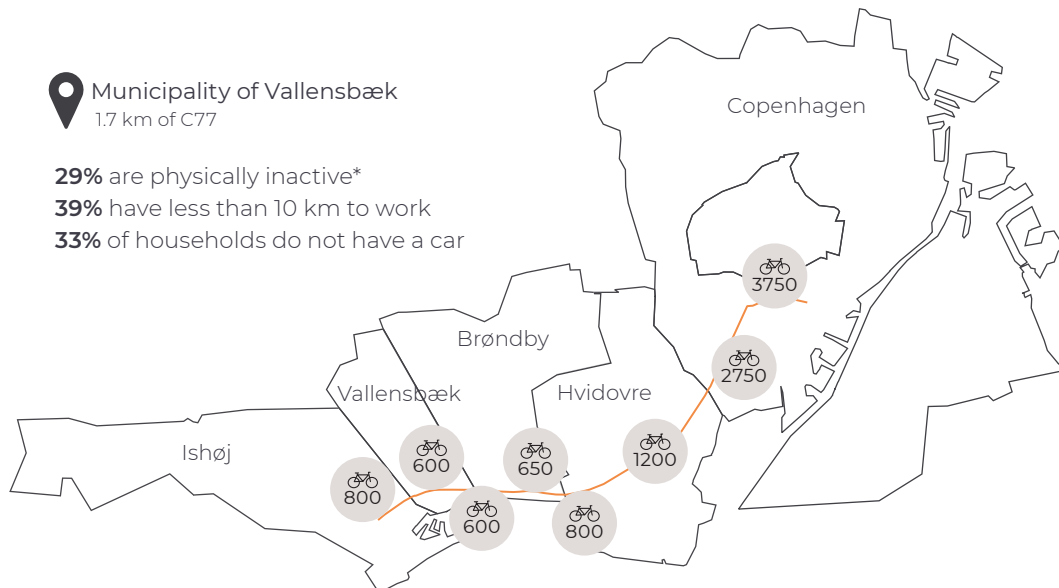 Municipality of Vallensbæk
1.7 km of C77
29% are physically inactive*
39% have less than 10 km to work
33% of households do not have a car
Copenhagen
3750
Brøndby
2750
Vallensbæk
Hvidovre
Ishøj
600
650
1200
800
600
800